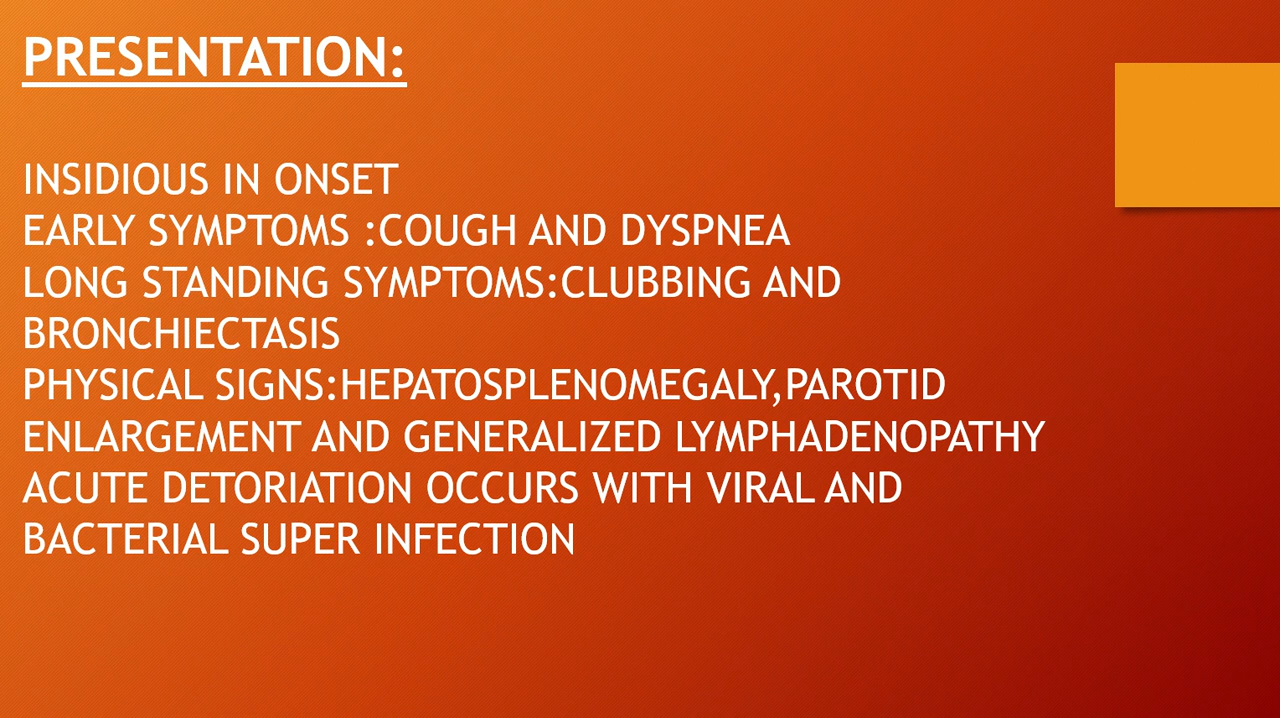 PRESENTATION:
INSIDIOUS IN ONSET
EARLY SYMPTOMS :COUGH AND DYSPNEA
LONG STANDING SYMPTOMS:CLUBBING AND
BRONCHIECTASIS
PHYSICAL SIGNS:HEPATOSPLENOMEGALY,PAROTID
ENLARGEMENT AND GENERALIZED LYMPHADENOPATHY
ACUTE DETORIATION OCCURS WITH VIRAL AND
BACTERIAL SUPER INFECTION